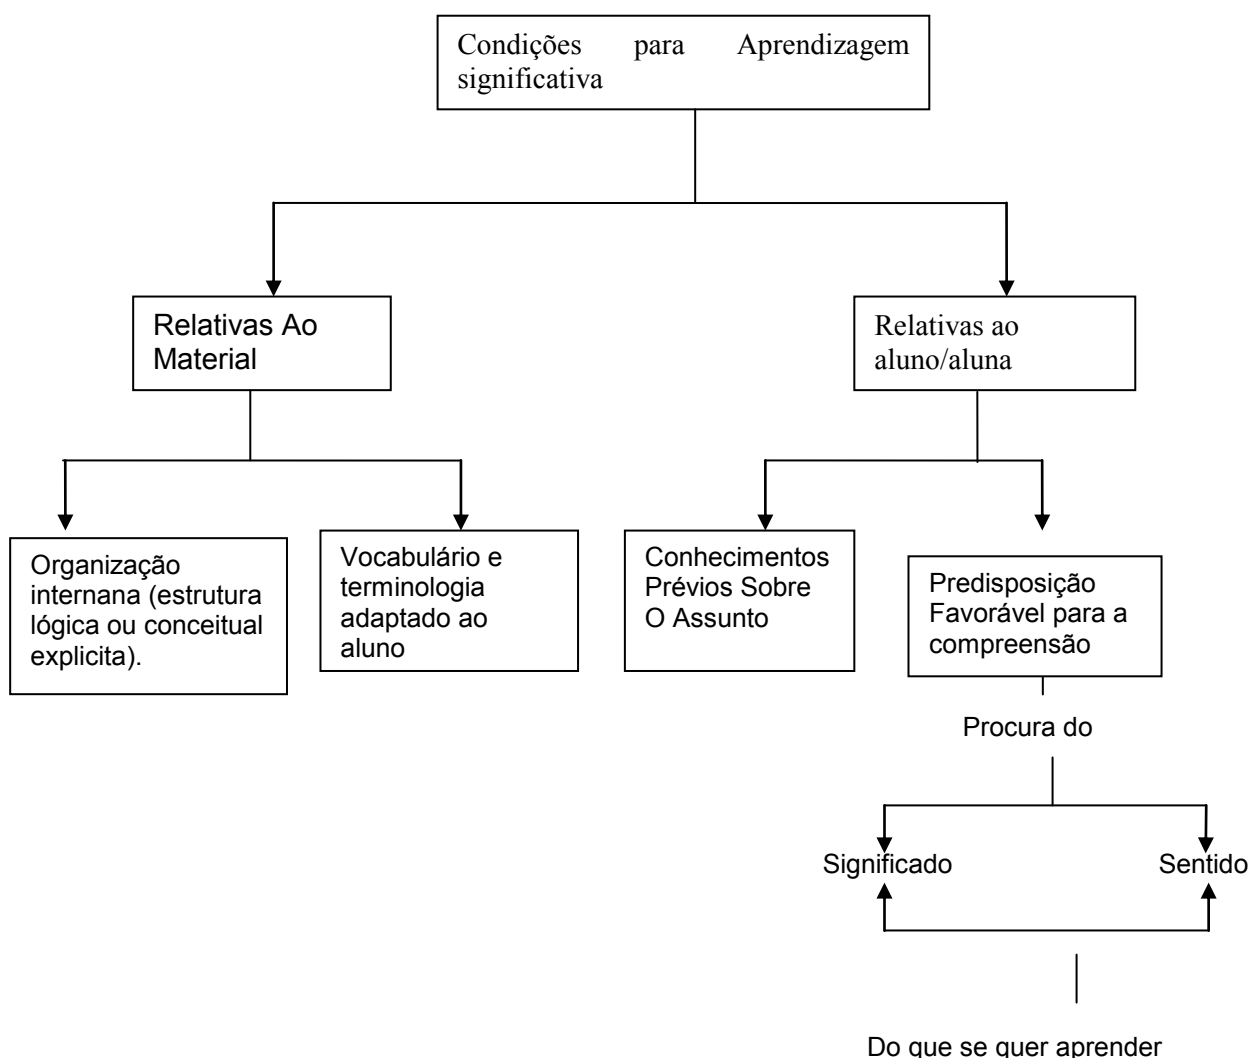 Condições para Aprendizagem
significativa
Relativas Ao
Material
Relativas ao
aluno/aluna
Organização
internana (estrutura
lógica ou conceitual
explicita).
Vocabulário e
terminologia
adaptado ao
aluno
Conhecimentos
Prévios Sobre
O Assunto
Predisposição
Favorável para a
compreensão
Procura do
Significado
Sentido
Do que se quer aprender